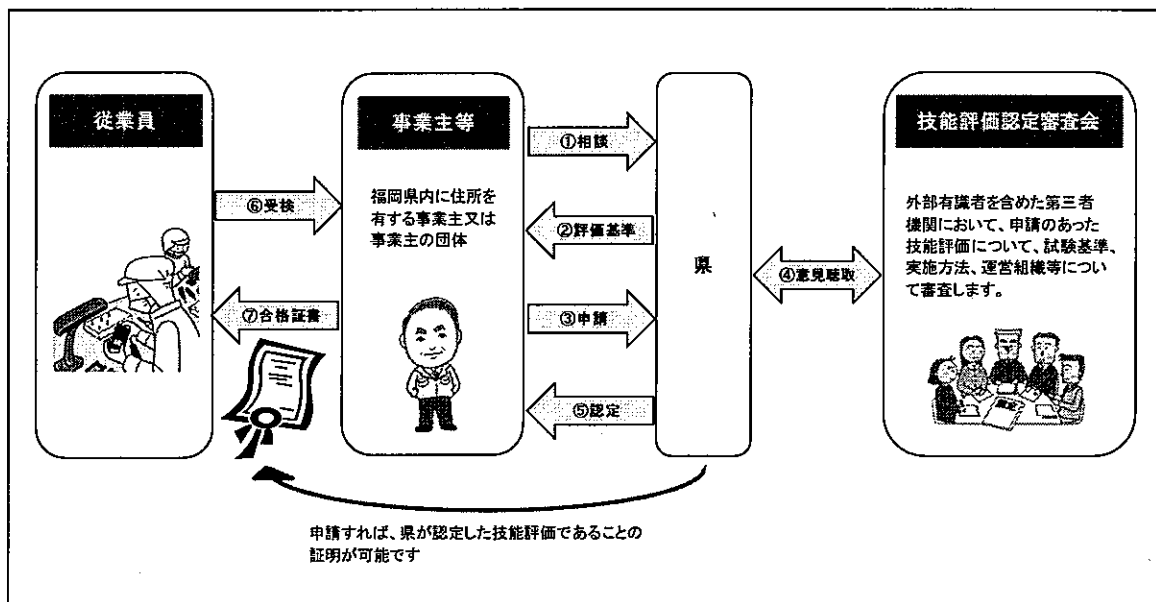 従業員
⑥受検
⑦合格証書
事業主等
福岡県内に住所を
有する事業主又は
事業主の団体
①相談
②評価基準
③申請
⑤認定
県
④意見聴取
技能評価認定審査会
外部有識者を含めた第三者
機関において、申請のあった
技能評価について、試験基準、
実施方法、運営組織等につい
て審査します。
申請すれば、県が認定した技能評価であることの
証明が可能です